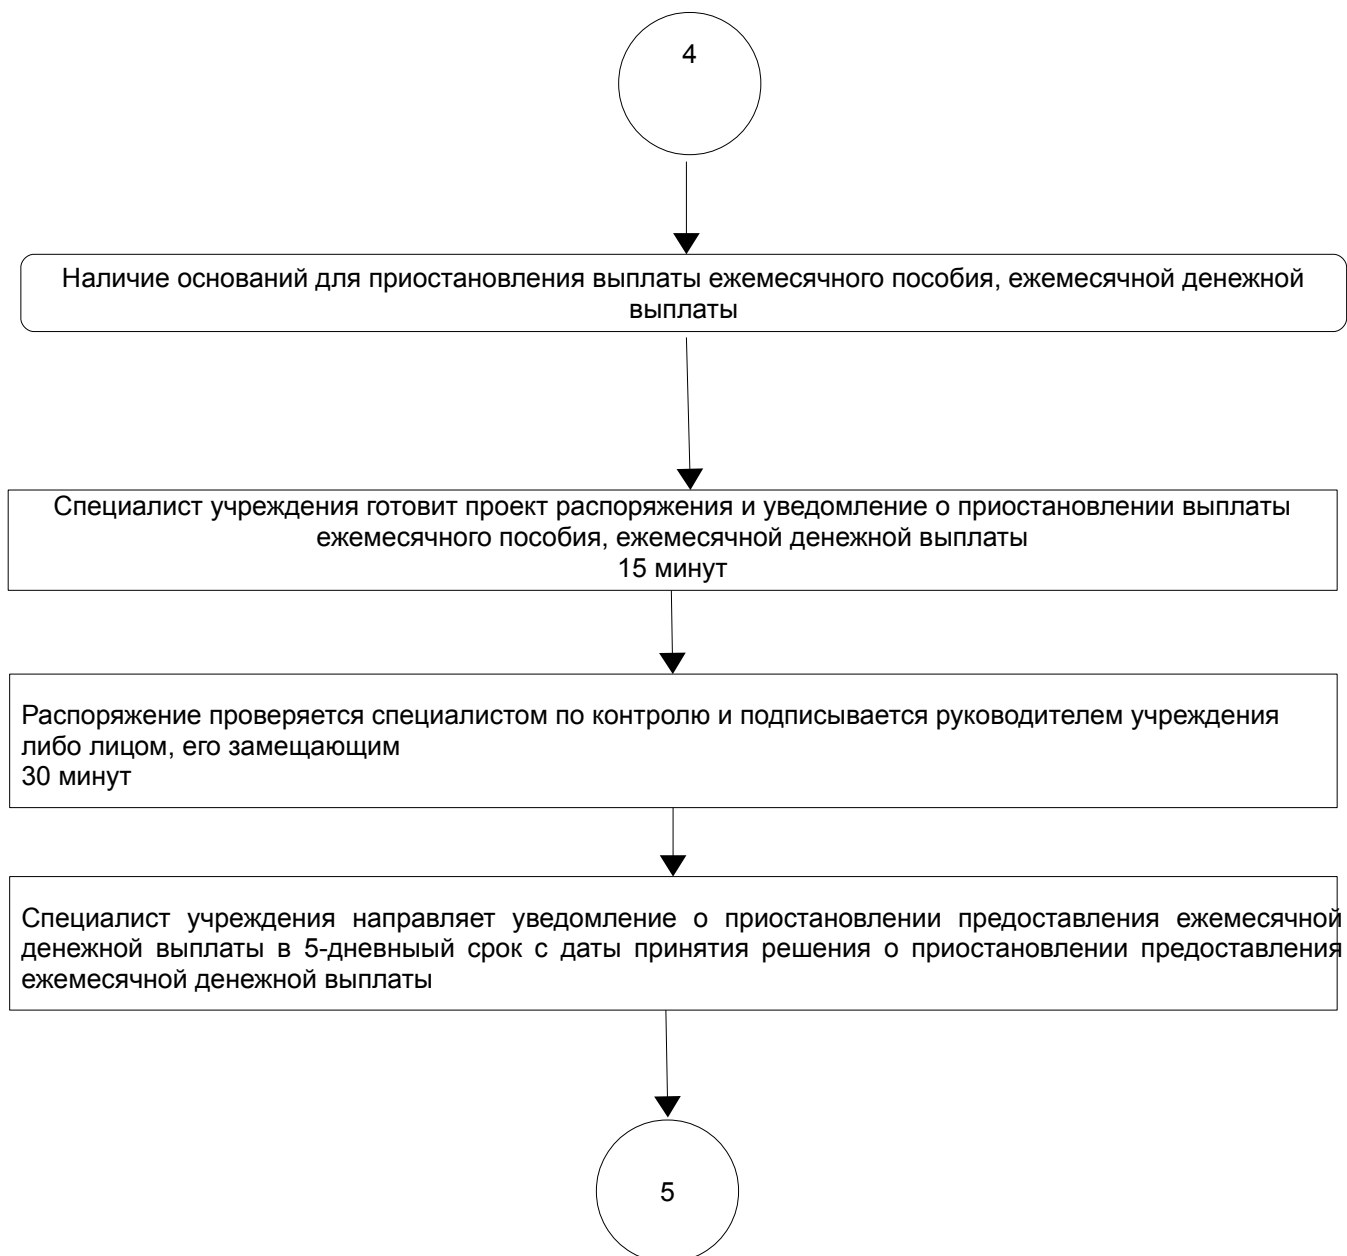 4
Наличие оснований для приостановления выплаты ежемесячного пособия, ежемесячной денежной
выплаты
Специалист учреждения готовит проект распоряжения и уведомление о приостановлении выплаты
ежемесячного пособия, ежемесячной денежной выплаты
15 минут
Распоряжение проверяется специалистом по контролю и подписывается руководителем учреждения
либо лицом, его замещающим
30 минут
Специалист учреждения направляет уведомление о приостановлении предоставления ежемесячной
денежной выплаты в 5-дневныый срок с даты принятия решения о приостановлении предоставления
ежемесячной денежной выплаты
5